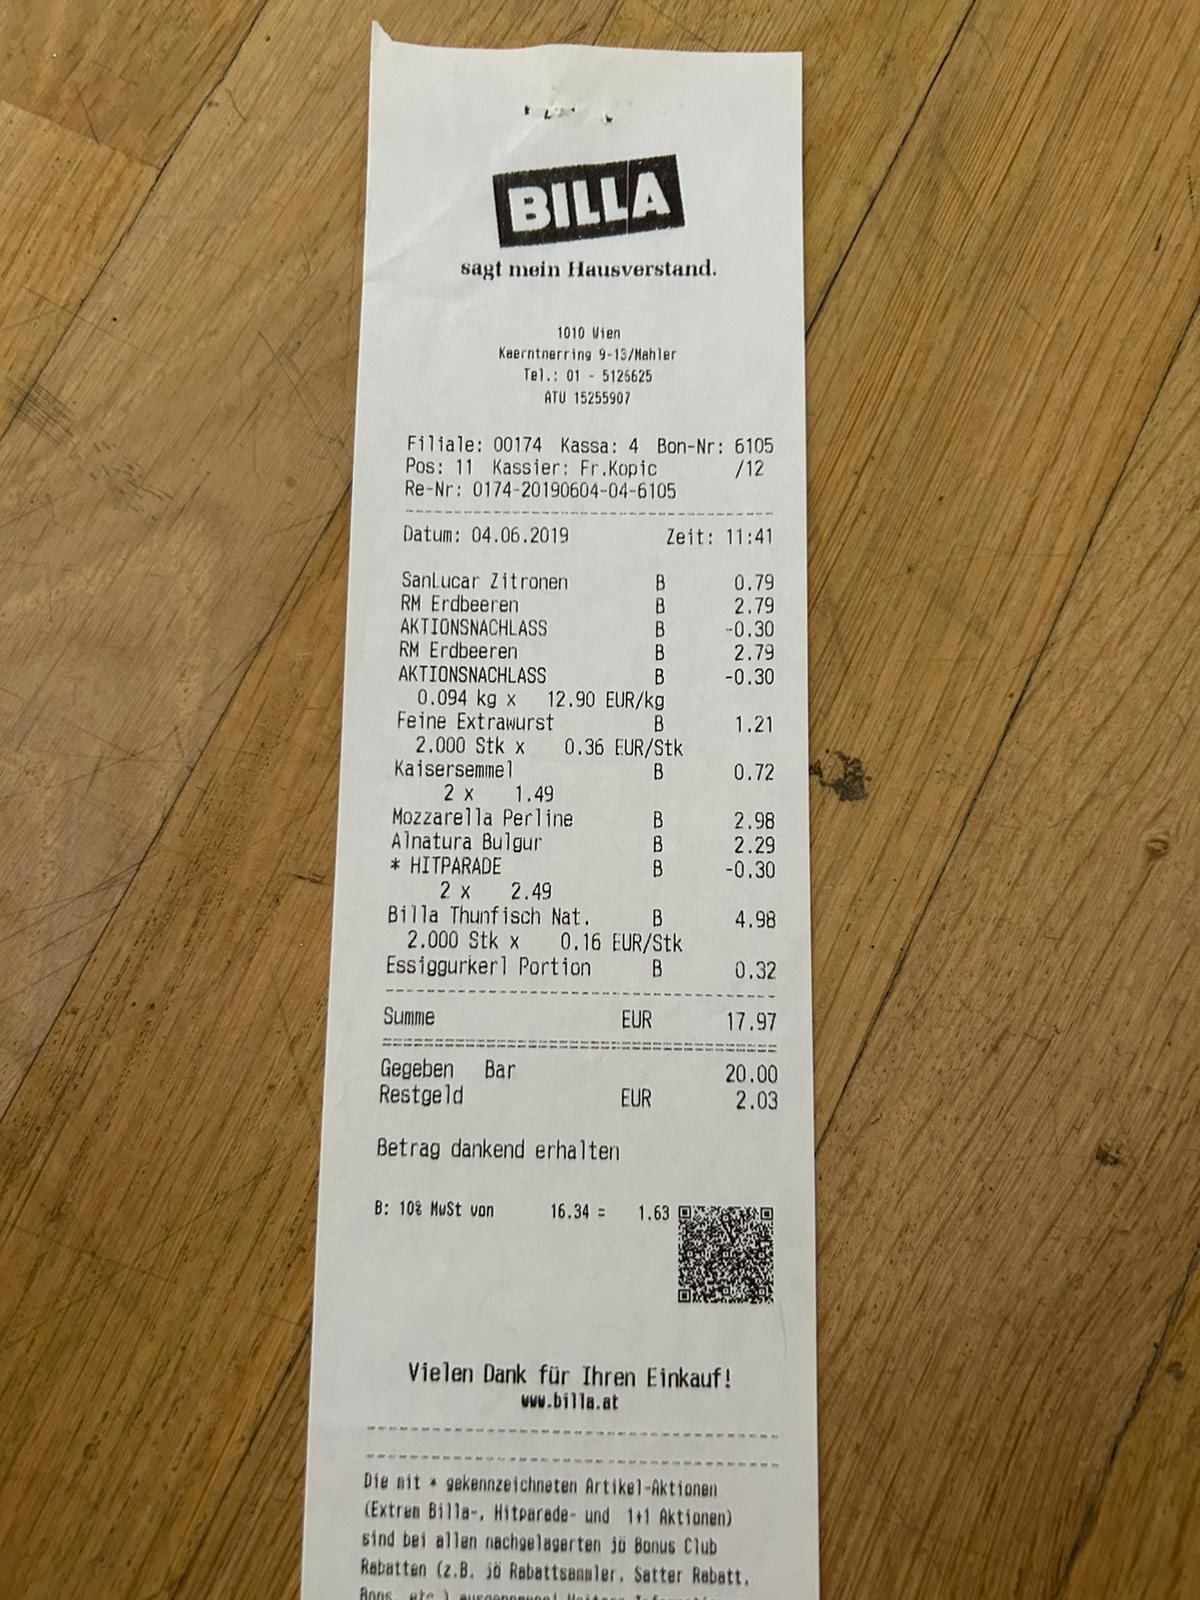 BILLA
sagt mein Hausverstand.
1010 Wien
Kaerntnerring 9-13/Mahler
Tel.: 01 - 5126625
ATU 15255907
Filiale: 00174 Kassa: 4 Bon-Nr: 6105
Pos: 11 Kassier: Fr.Kopic /12
Re-Nr: 0174-20190604-04-6105
Datum: 04.06.2019 Zeit: 11:41
SanLucar Zitronen B 0.79
RM Erdbeeren B 2.79
AKTIONSNACHLASS B -0.30
RM Erdbeeren B 2.79
AKTIONSNACHLASS B -0.30
0.094 kg x 12.90 EUR/kg
Feine Extrawurst B 1.21
2.000 Stk x 0.36 EUR/Stk
Kaisersemmel B 0.72
2 x 1.49
Mozzarella Perline B 2.98
Alnatura Bulgur B 2.29
* HITPARADE B -0.30
2 x 2.49
Billa Thunfisch Nat. B 4.98
2.000 Stk x 0.16 EUR/Stk
Essiggurkerl Portion B 0.32
Summe EUR 17.97
Gegeben Bar 20.00
Restgeld EUR 2.03
Betrag dankend erhalten
B: 10% MwSt von 16.34 = 1.63
Vielen Dank für Ihren Einkauf!
www.billa.at
Die mit * gekennzeichneten Artikel-Aktionen
(Extrem Billa-, Hitparade- und 1+1 Aktionen)
sind bei allen nachgelagerten jö Bonus Club
Rabatten (z.B. jö Rabattsammler, Satter Rabatt,
etc.) ausgenommen! Weitere